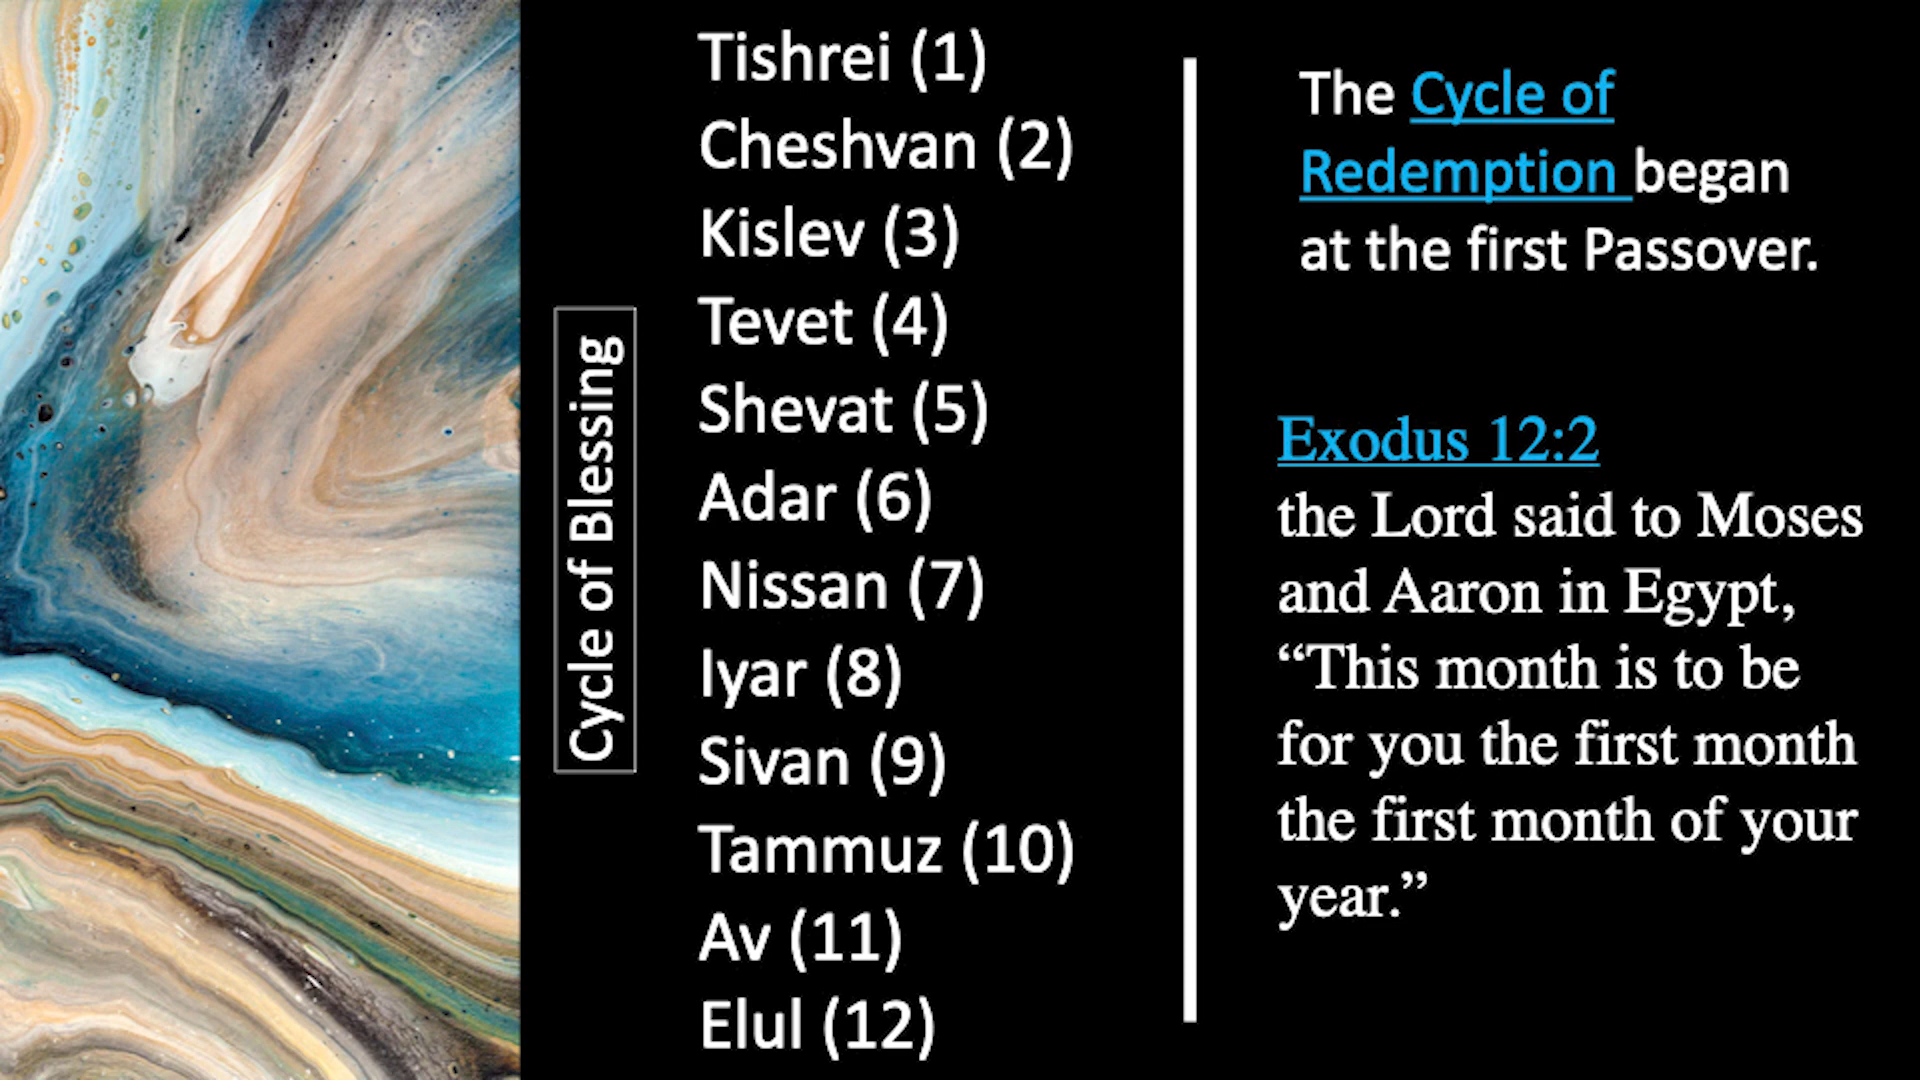 Cycle of Blessing
Tishrei (1)
Cheshvan (2)
Kislev (3)
Tevet (4)
Shevat (5)
Adar (6)
Nissan (7)
Iyar (8)
Sivan (9)
Tammuz (10)
Av (11)
Elul (12)
The Cycle of
Redemption began
at the first Passover.
Exodus 12:2
the Lord said to Moses
and Aaron in Egypt,
“This month is to be
for you the first month
the first month of your
year.”